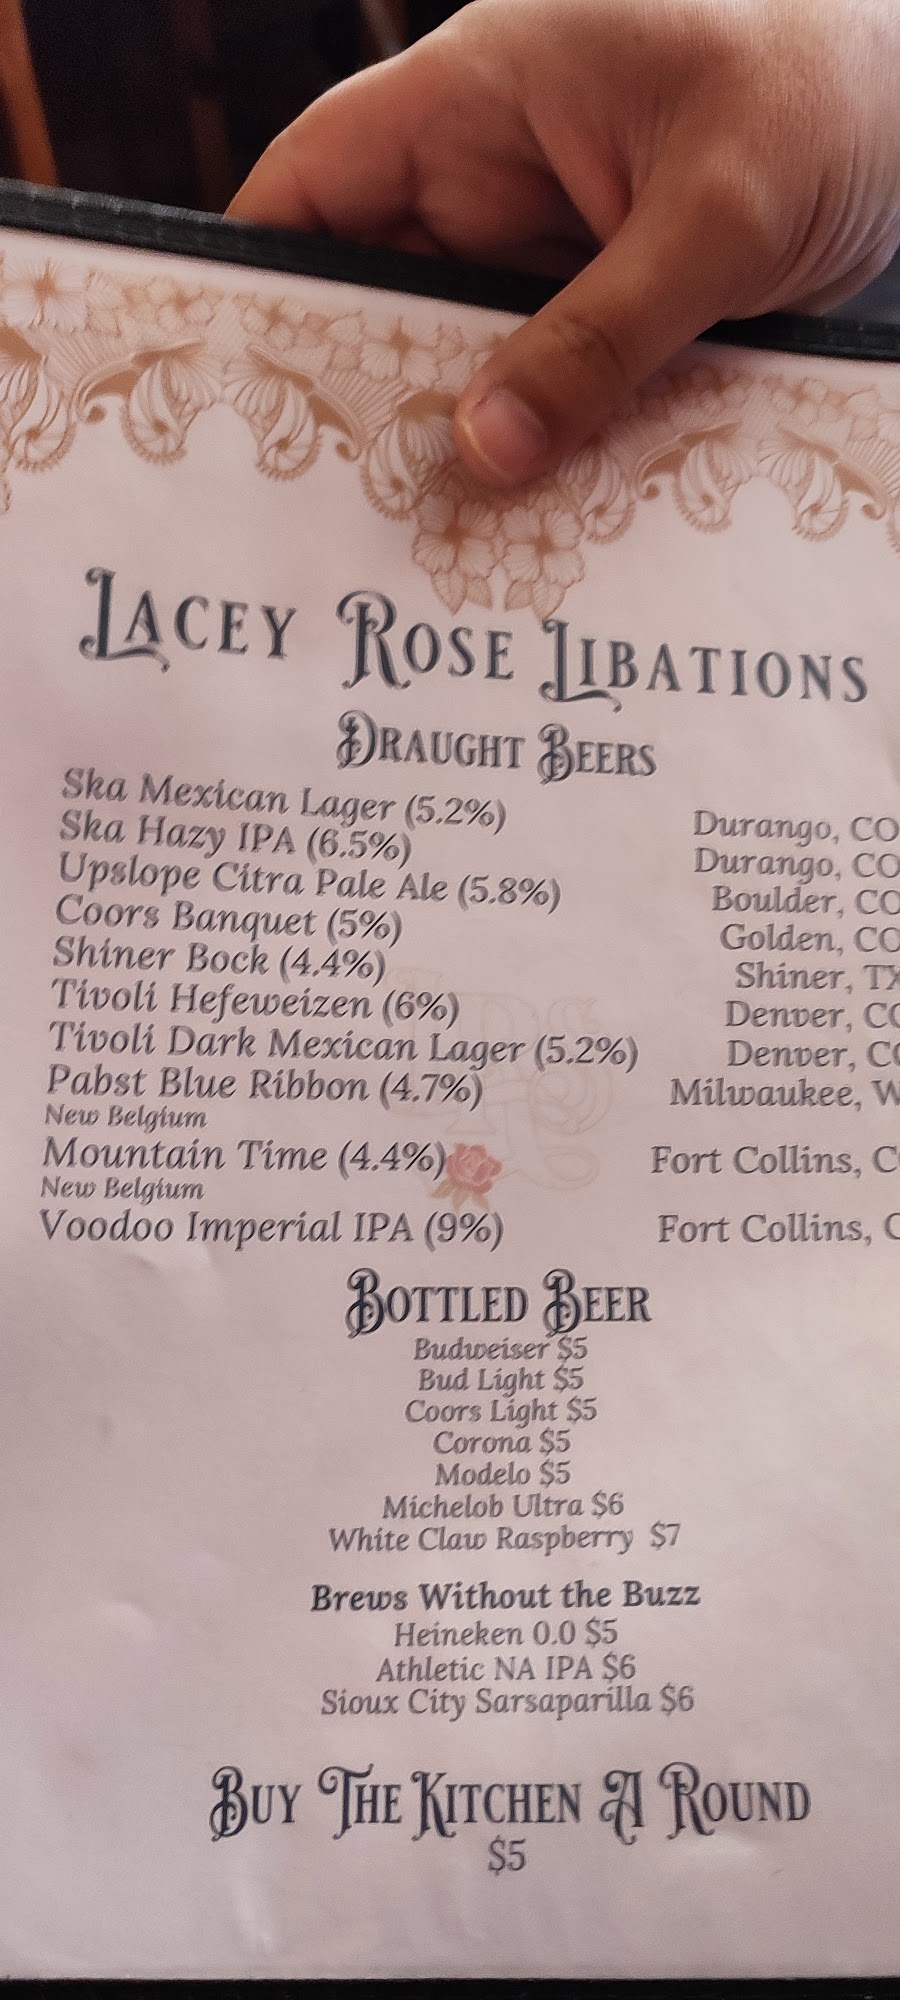 Lacey Rose Libations
Draught Beers
Ska Mexican Lager (5.2%) Durango, CO
Ska Hazy IPA (6.5%) Durango, CO
Upslope Citra Pale Ale (5.8%) Boulder, CO
Coors Banquet (5%) Golden, CO
Shiner Bock (4.4%) Shiner, TX
Tivoli Hefeweizen (6%) Denver, CO
Tivoli Dark Mexican Lager (5.2%) Denver, CO
Pabst Blue Ribbon (4.7%) Milwaukee, W
New Belgium
Mountain Time (4.4%) Fort Collins, C
New Belgium
Voodoo Imperial IPA (9%) Fort Collins, C
Bottled Beer
Budweiser $5
Bud Light $5
Coors Light $5
Corona $5
Modelo $5
Michelob Ultra $6
White Claw Raspberry $7
Brews Without the Buzz
Heineken 0.0 $5
Athletic NA IPA $6
Sioux City Sarsaparilla $6
Buy The Kitchen A Round
$5